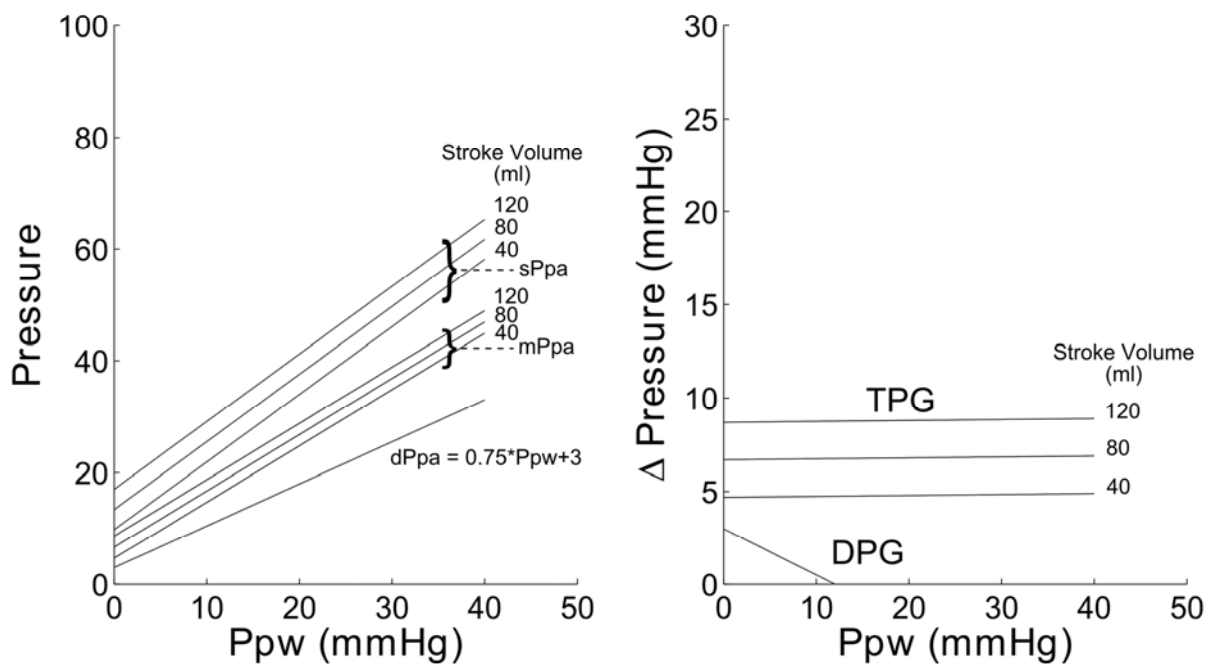 100
80
60
40
20
0
Pressure
0
10
20
30
40
50
Ppw (mmHg)
Stroke Volume
(ml)
120
80
40
sPpa
120
80
40
mPpa
dPpa = 0.75*Ppw+3
30
25
20
15
10
5
0
Δ Pressure (mmHg)
0
10
20
30
40
50
Ppw (mmHg)
Stroke Volume
(ml)
TPG
120
80
40
DPG